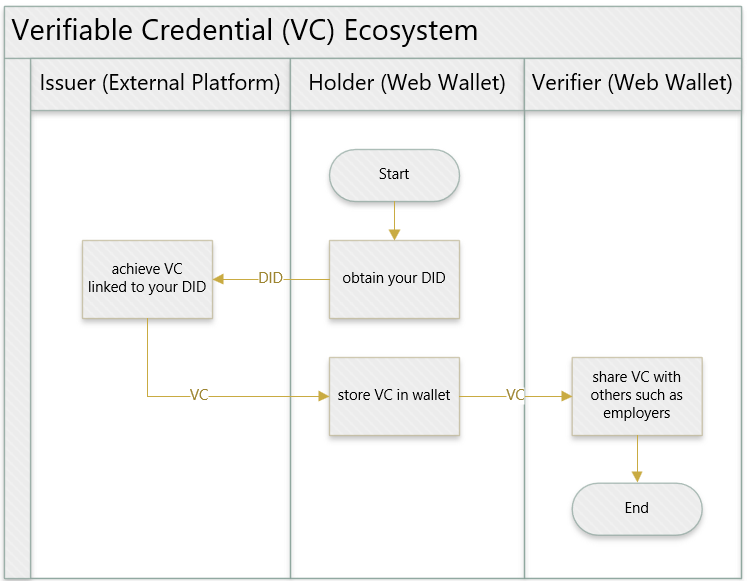 Verifiable Credential (VC) Ecosystem
Issuer (External Platform)
Holder (Web Wallet)
Verifier (Web Wallet)
Start
achieve VC
linked to your DID
DID
obtain your DID
VC
store VC in wallet
VC
share VC with
others such as
employers
End